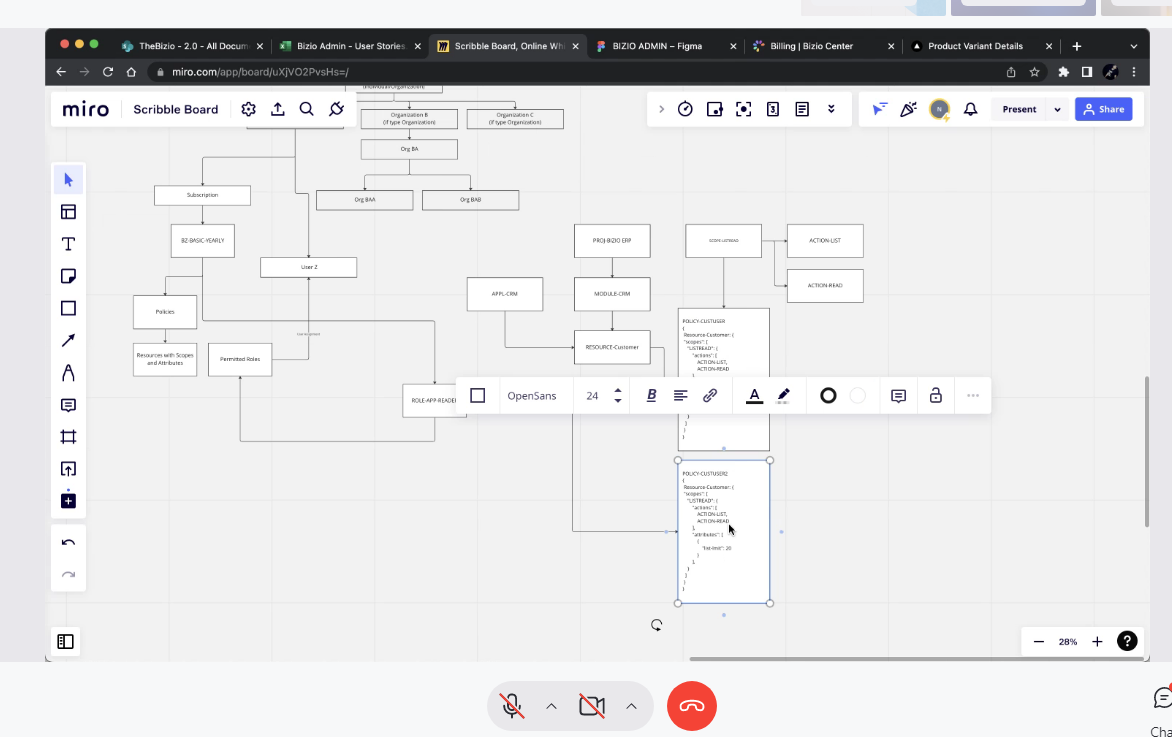 TheBizio - 2.0 - All Docum
Bizio Admin - User Stories
Scribble Board, Online Wh
BIZIO ADMIN – Figma
Billing | Bizio Center
Product Variant Details
miro.com/app/board/uXjVO2PvsHs=/
miro
Scribble Board
Present
Share
(Individual/Organization)
Organization B
(if type Organization)
Organization C
(if type Organization)
Org BA
Org BAA
Org BAB
Subscription
BZ-BASIC-YEARLY
User Z
Policies
Resources with Scopes
and Attributes
Permitted Roles
ROLE-APP-READER
APPL-CRM
PROJ-BIZIO ERP
MODULE-CRM
RESOURCE-Customer
SCOPE-LISTREAD
ACTION-LIST
ACTION-READ
POLICY-CUSTUSER
{
Resource-Customer: {
"scopes": [
"LISTREAD": {
"actions": [
ACTION-LIST,
ACTION-READ
],
}
]
}
}
OpenSans
24
B
A
POLICY-CUSTUSER2
{
Resource-Customer: {
"scopes": [
"LISTREAD": {
"actions": [
ACTION-LIST,
ACTION-READ
],
"attributes": [
{
"list-limit": 20
}
],
}
]
}
}
28%
?
Cha